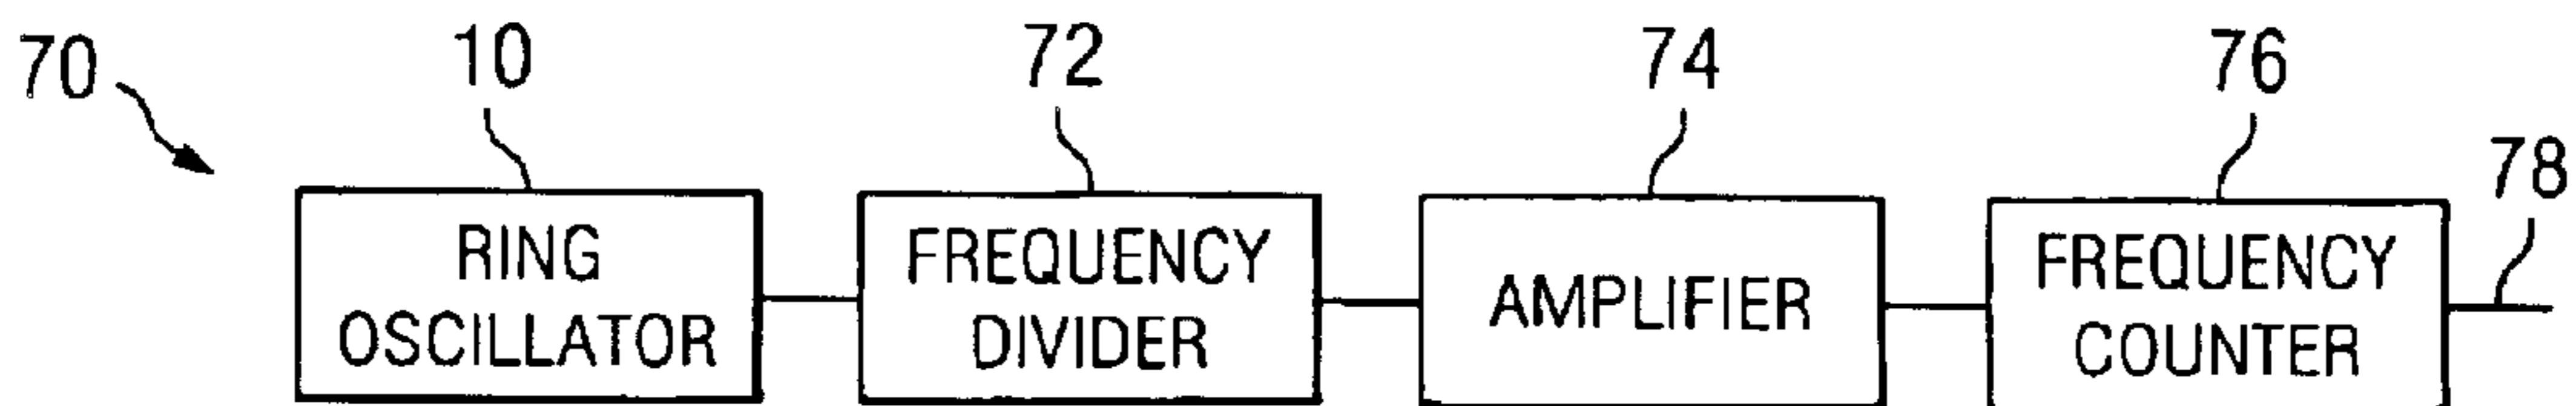 70
10
72
74
76
78
RING
OSCILLATOR
FREQUENCY
DIVIDER
AMPLIFIER
FREQUENCY
COUNTER